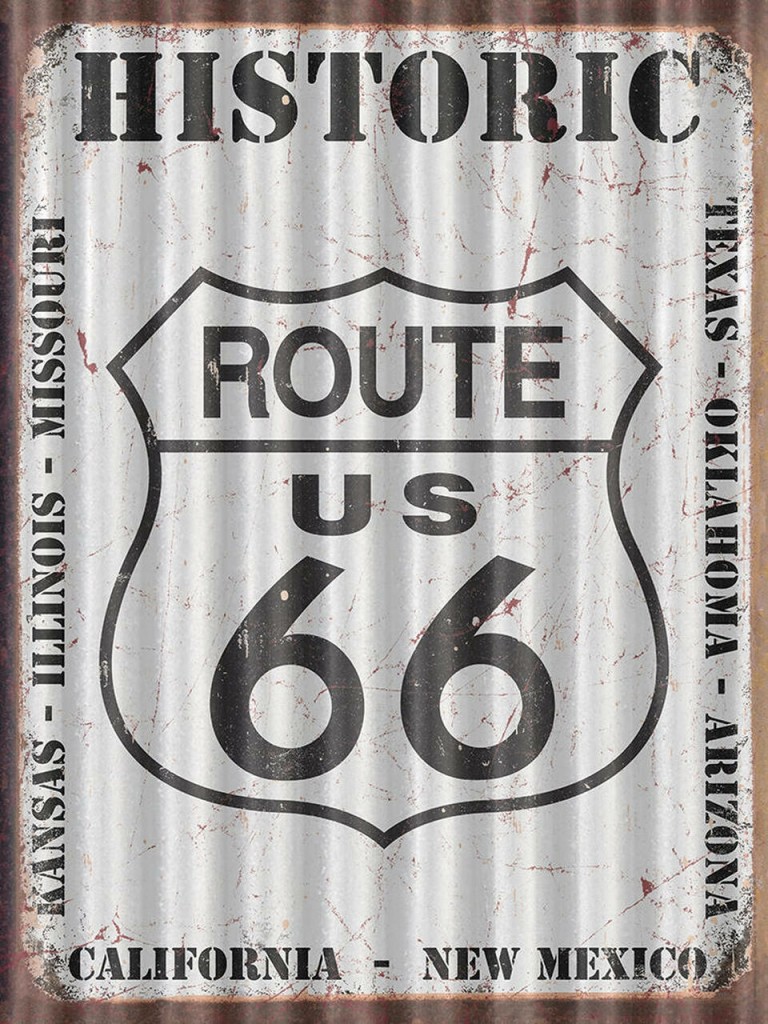 HISTORIC
KANSAS - ILLINOIS - MISSOURI
ROUTE
US
66
TEXAS - OKLAHOMA - ARIZONA
CALIFORNIA - NEW MEXICO